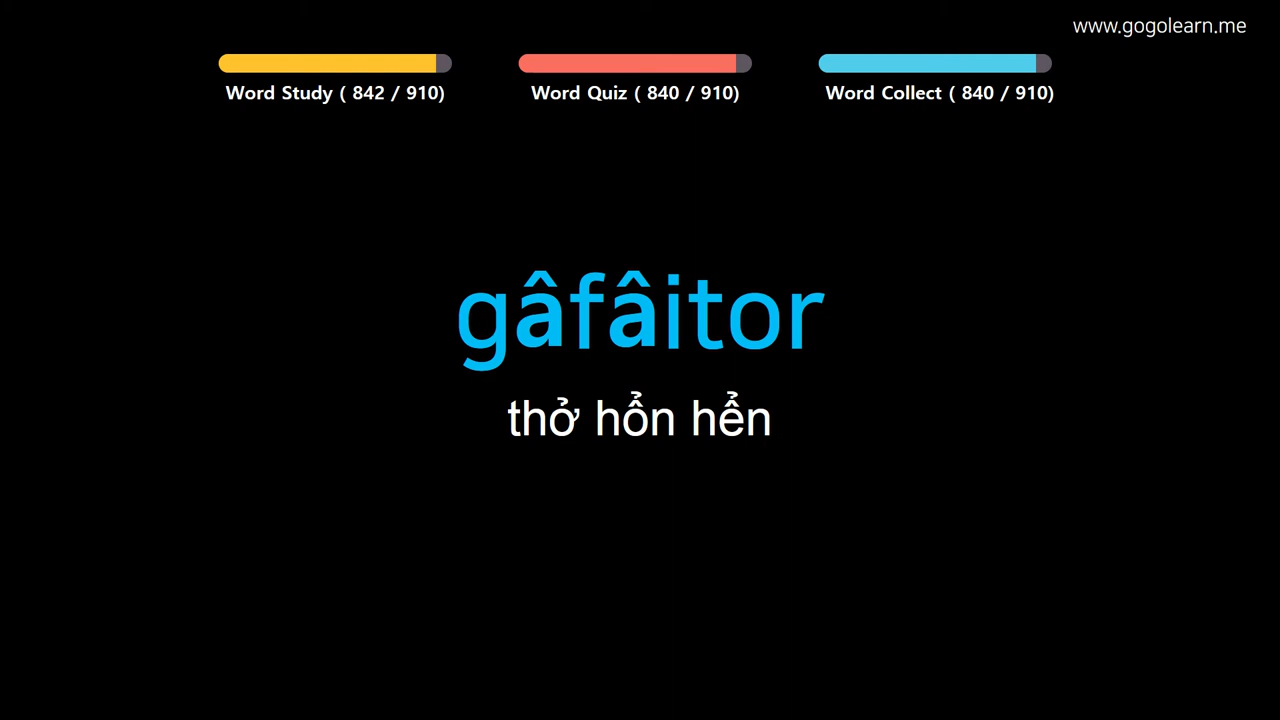 www.gogolearn.me
Word Study ( 842 / 910)
Word Quiz ( 840 / 910)
Word Collect ( 840 / 910)
gâfâitor
thở hổn hển